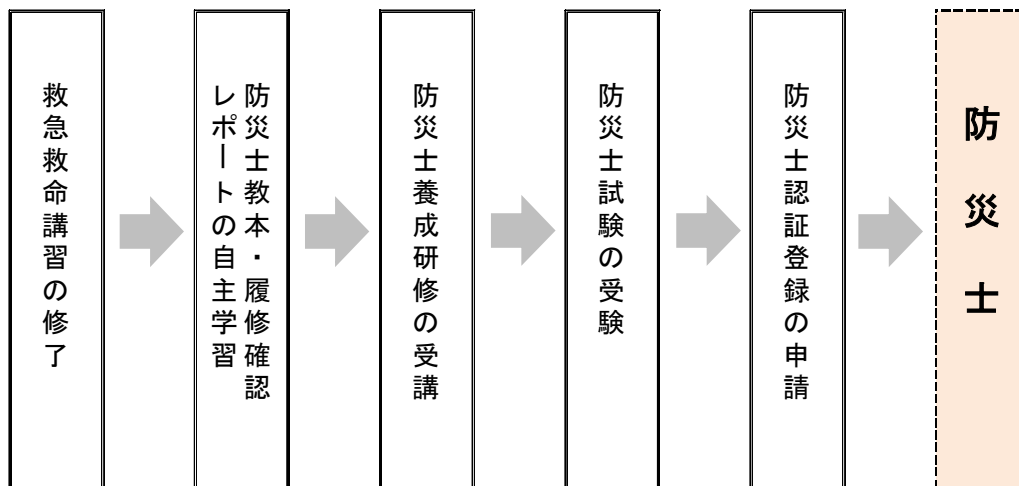 救急救命講習の修了
防災士教本・履修確認
レポートの自主学習
防災士養成研修の受講
防災士試験の受験
防災士認証登録の申請
防災士